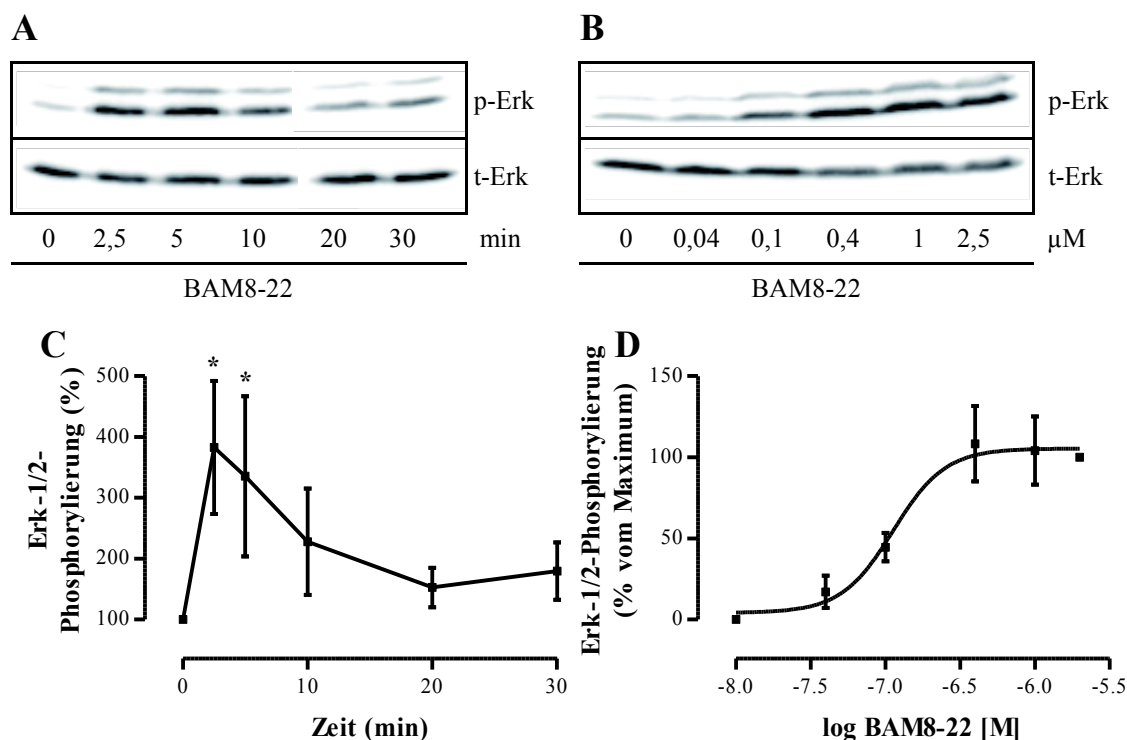 A
p-Erk
t-Erk
0 2,5 5 10 20 30 min
BAM8-22
B
p-Erk
t-Erk
0 0,04 0,1 0,4 1 2,5 µM
BAM8-22
C
Erk-1/2-
Phosphorylierung (%)
500
400
300
200
100
* *
0 10 20 30
Zeit (min)
D
Erk-1/2-Phosphorylierung
(% vom Maximum)
150
100
50
0
-8.0 -7.5 -7.0 -6.5 -6.0 -5.5
log BAM8-22 [M]